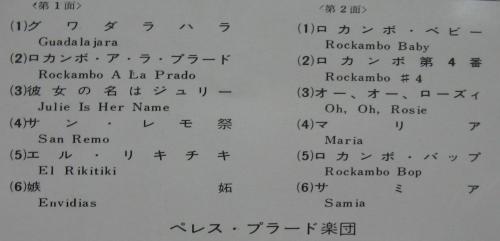 <第1面>
(1)グワダラハラ
Guadalajara
(2)ロカンボ・ア・ラ・プラード
Rockambo A La Prado
(3)彼女の名はジュリー
Julie Is Her Name
(4)サン・レモ祭
San Remo
(5)エル・リキチキ
El Rikitiki
(6)嫉妬
Envidias
<第2面>
(1)ロカンボ・ベビー
Rockambo Baby
(2)ロカンボ第4番
Rockambo ♯4
(3)オー、オー、ローズィ
Oh, Oh, Rosie
(4)マリア
Maria
(5)ロカンボ・バップ
Rockambo Bop
(6)サミア
Samia
ペレス・プラード楽団